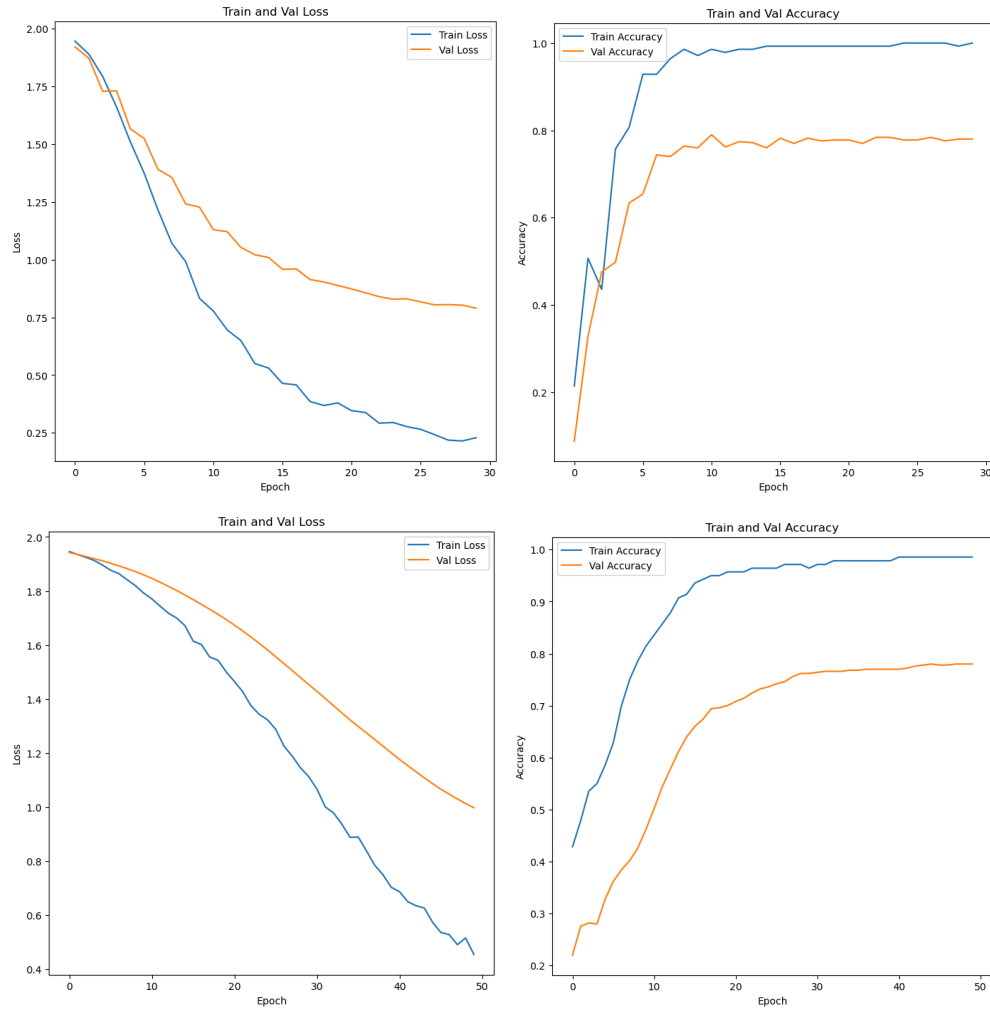 Train and Val Loss
2.00
1.75
1.50
1.25
1.00
0.75
0.50
0.25
Loss
0 5 10 15 20 25 30
Epoch
Train Loss
Val Loss
Train and Val Accuracy
1.0
0.8
0.6
0.4
0.2
Accuracy
0 5 10 15 20 25 30
Epoch
Train Accuracy
Val Accuracy
Train and Val Loss
2.0
1.8
1.6
1.4
1.2
1.0
0.8
0.6
0.4
Loss
0 10 20 30 40 50
Epoch
Train Loss
Val Loss
Train and Val Accuracy
1.0
0.9
0.8
0.7
0.6
0.5
0.4
0.3
0.2
Accuracy
0 10 20 30 40 50
Epoch
Train Accuracy
Val Accuracy